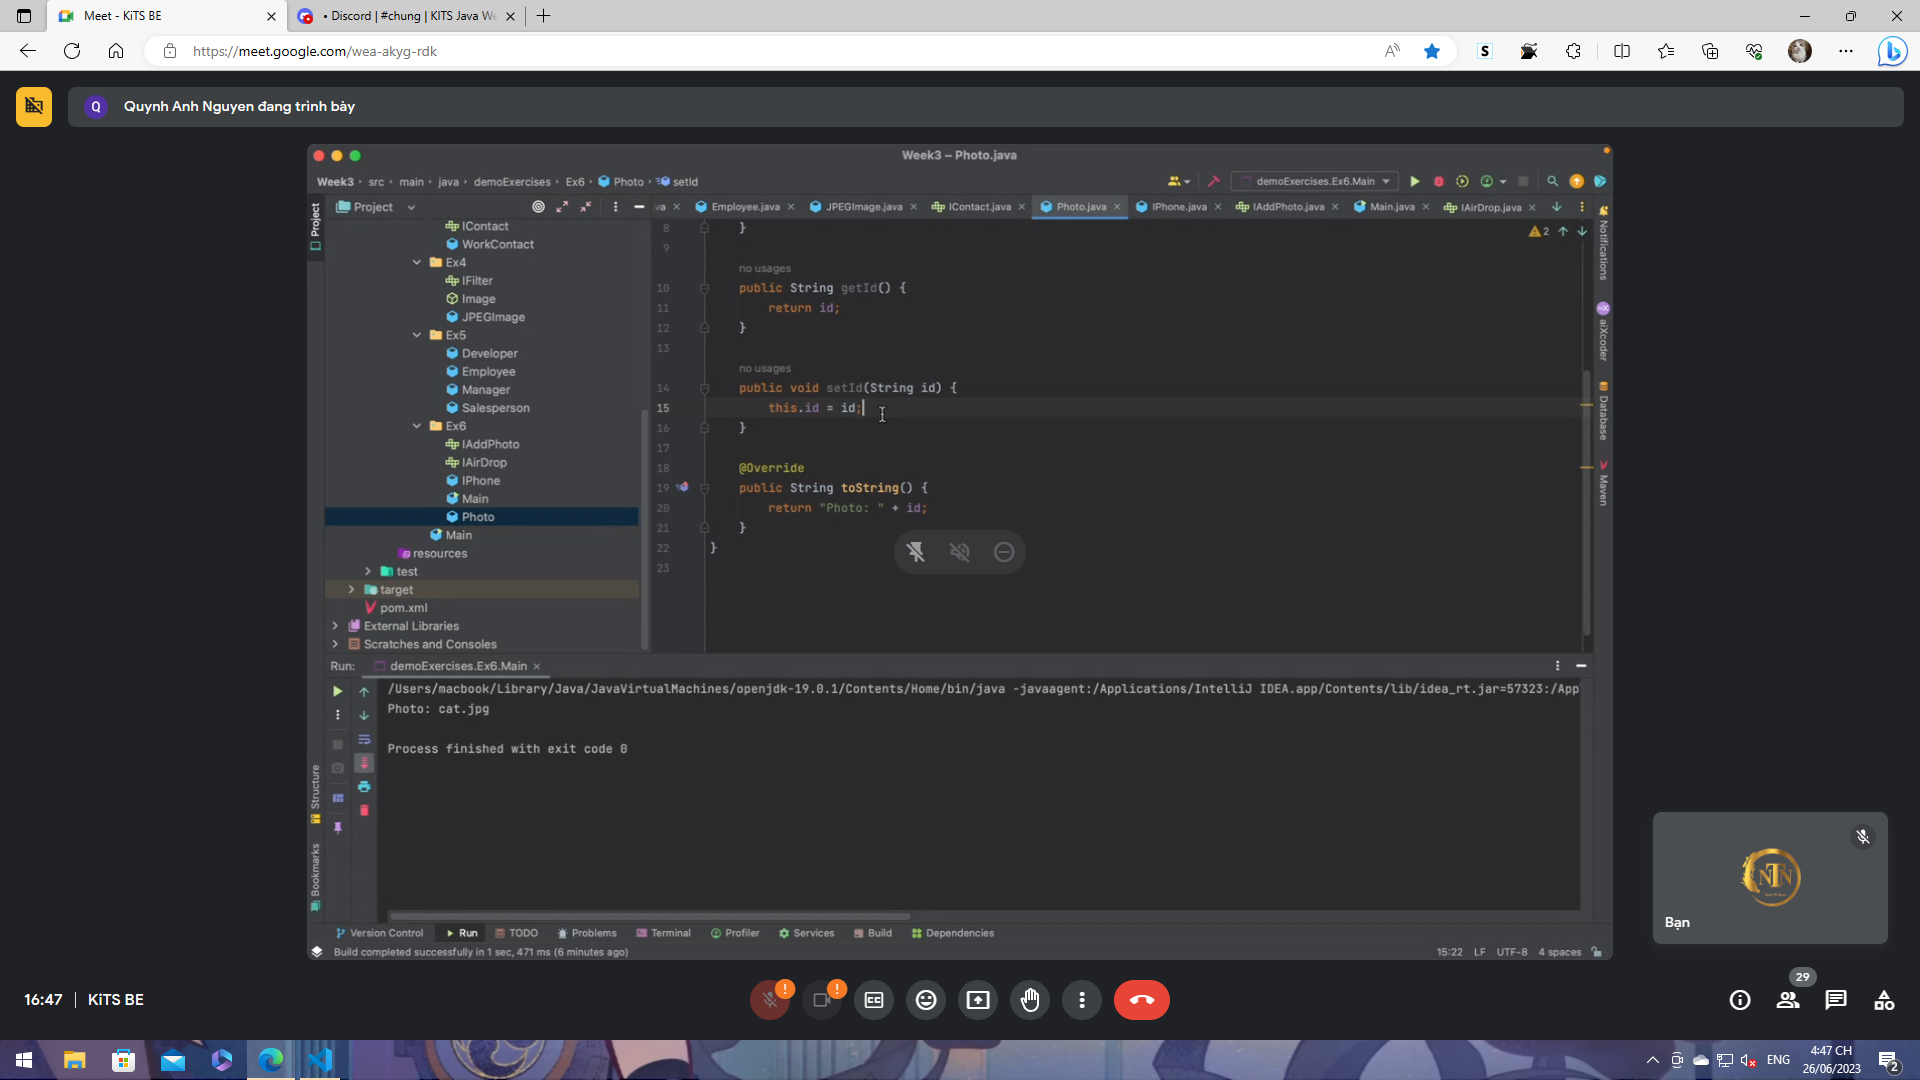 Meet - KiTS BE
• Discord | #chung | KITS Java We
https://meet.google.com/wea-akyg-rdk
Q
Quynh Anh Nguyen đang trình bày
Week3 – Photo.java
Week3 › src › main › java › demoExercises › Ex6 › Photo › setId
demoExercises.Ex6.Main
Project
Project
va
Employee.java
JPEGImage.java
IContact.java
Photo.java
IPhone.java
IAddPhoto.java
Main.java
IAirDrop.java
IContact
WorkContact
Ex4
IFilter
Image
JPEGImage
Ex5
Developer
Employee
Manager
Salesperson
Ex6
IAddPhoto
IAirDrop
IPhone
Main
Photo
Main
resources
test
target
pom.xml
External Libraries
Scratches and Consoles
2
8 }
9
no usages
10 public String getId() {
11 return id;
12 }
13
no usages
14 public void setId(String id) {
15 this.id = id;
16 }
17
18 @Override
19 public String toString() {
20 return "Photo: " + id;
21 }
22 }
23
Notifications
aiXcoder
Database
Maven
Run: demoExercises.Ex6.Main
/Users/macbook/Library/Java/JavaVirtualMachines/openjdk-19.0.1/Contents/Home/bin/java -javaagent:/Applications/IntelliJ IDEA.app/Contents/lib/idea_rt.jar=57323:/App
Photo: cat.jpg
Process finished with exit code 0
Structure
Bookmarks
Version Control
Run
TODO
Problems
Terminal
Profiler
Services
Build
Dependencies
Build completed successfully in 1 sec, 471 ms (6 minutes ago)
15:22 LF UTF-8 4 spaces
NTN
Bạn
16:47 | KiTS BE
29
ENG
4:47 CH
26/06/2023
2